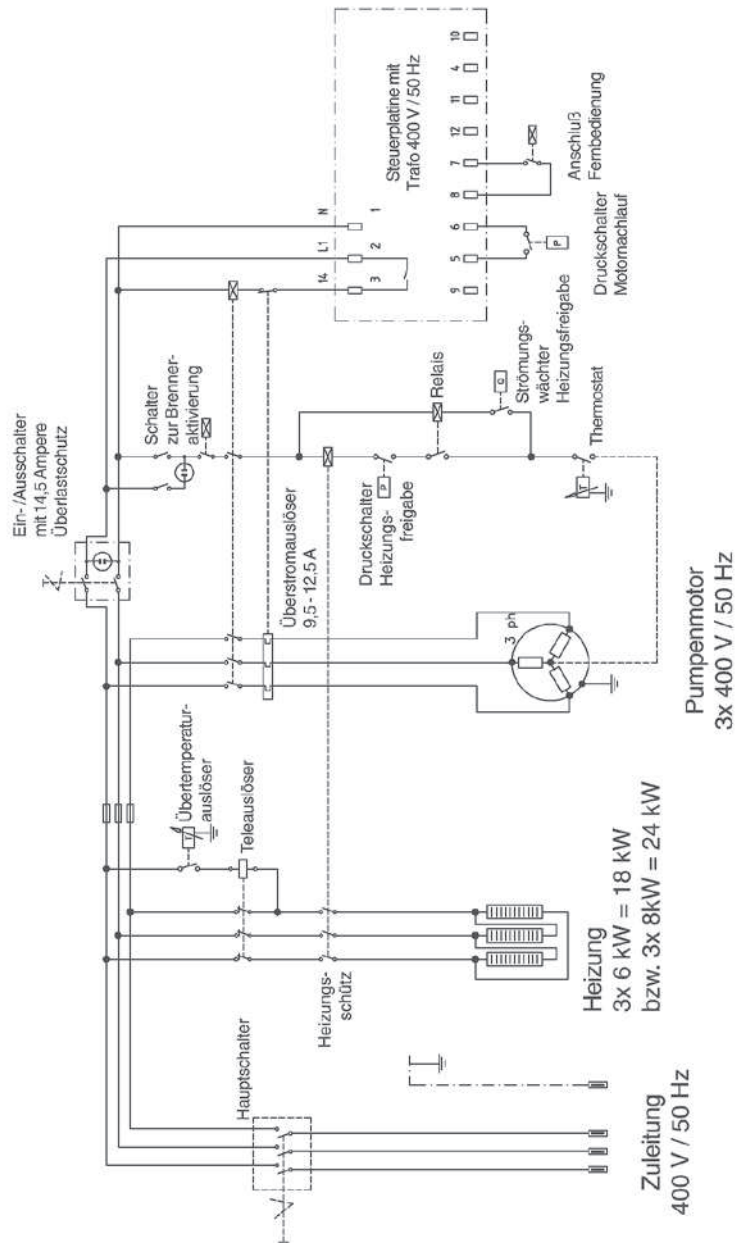 Zuleitung
400 V / 50 Hz
Hauptschalter
Heizungs-
schütz
Heizung
3x 6 kW = 18 kW
bzw. 3x 8kW = 24 kW
Übertemperatur-
auslöser
T
Teleauslöser
Ein- /Ausschalter
mit 14,5 Ampere
Überlastschutz
Überstromauslöser
9,5 - 12,5 A
3 ph
Pumpenmotor
3x 400 V / 50 Hz
Schalter
zur Brenner-
aktivierung
Druckschalter
Heizungs-
freigabe
P
Relais
Strömungs-
wächter
Heizungsfreigabe
Thermostat
T
14
L1
N
3
2
1
Steuerplatine mit
Trafo 400 V / 50 Hz
9
5
6
8
7
12
11
4
10
P
Druckschalter
Motornachlauf
Anschluß
Fernbedienung